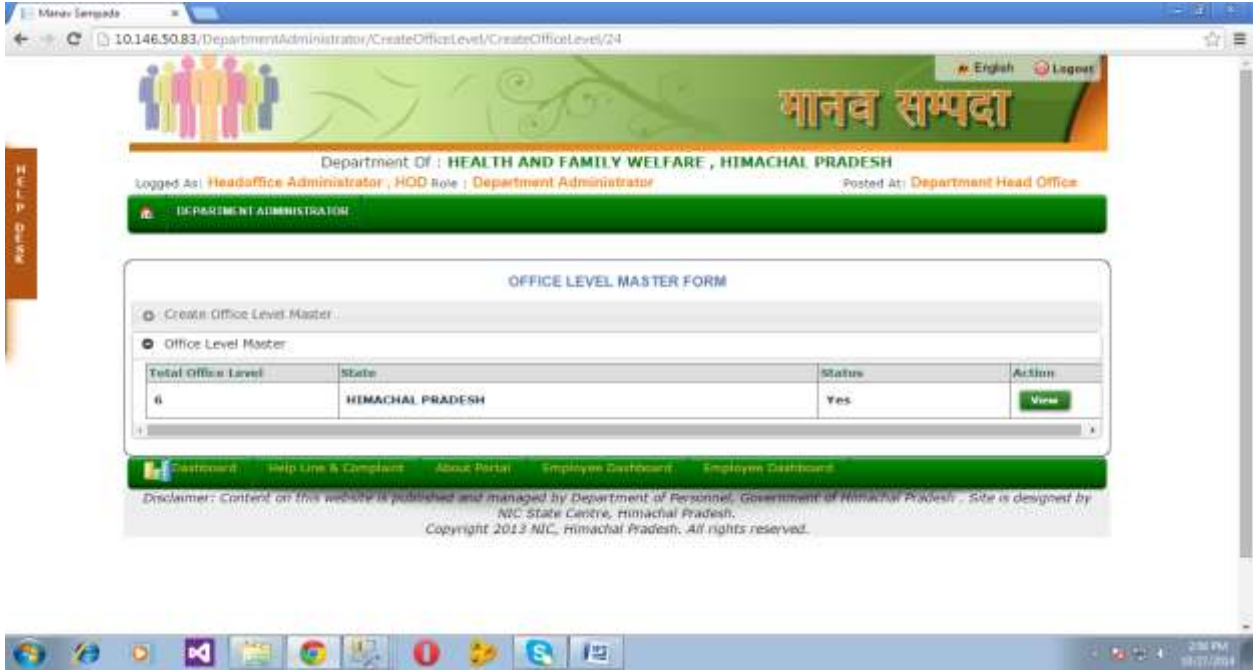 Manav Sampada
10.146.50.83/DepartmentAdministrator/CreateOfficeLevel/CreateOfficeLevel/24
English Logout
मानव सम्पदा
Department Of : HEALTH AND FAMILY WELFARE , HIMACHAL PRADESH
Logged As: Headoffice Administrator , HOD Role : Department Administrator Posted At: Department Head Office
HELP DESK
DEPARTMENT ADMINISTRATOR
OFFICE LEVEL MASTER FORM
Create Office Level Master
Office Level Master
Total Office Level State Status Action
6 HIMACHAL PRADESH Yes View
Dashboard Help Line & Complaint About Portal Employee Dashboard Employee Dashboard
Disclaimer: Content on this website is published and managed by Department of Personnel, Government of Himachal Pradesh . Site is designed by
NIC State Centre, Himachal Pradesh.
Copyright 2013 NIC, Himachal Pradesh. All rights reserved.